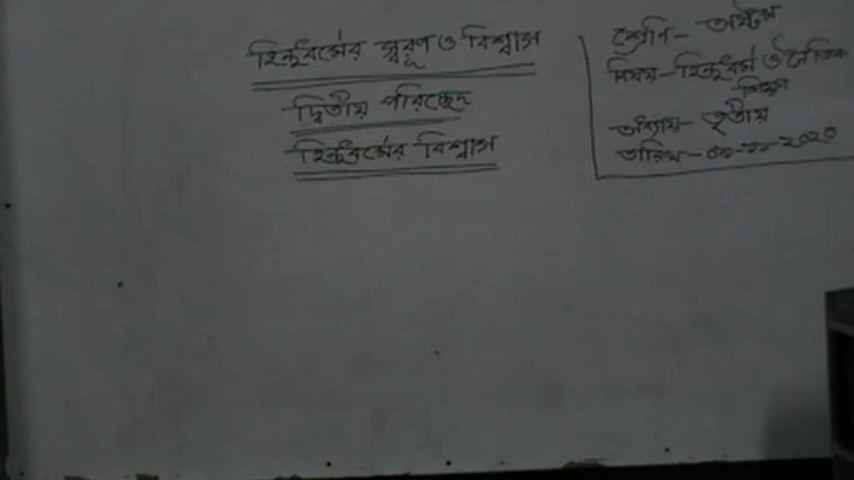 হিন্দুধর্মের স্বরূপ ও বিশ্বাস
দ্বিতীয় পরিচ্ছেদ
হিন্দুধর্মের বিশ্বাস
শ্রেণি- অষ্টম
বিষয়- হিন্দুধর্ম ও নৈতিক
শিক্ষা
অধ্যায়- তৃতীয়
তারিখ-